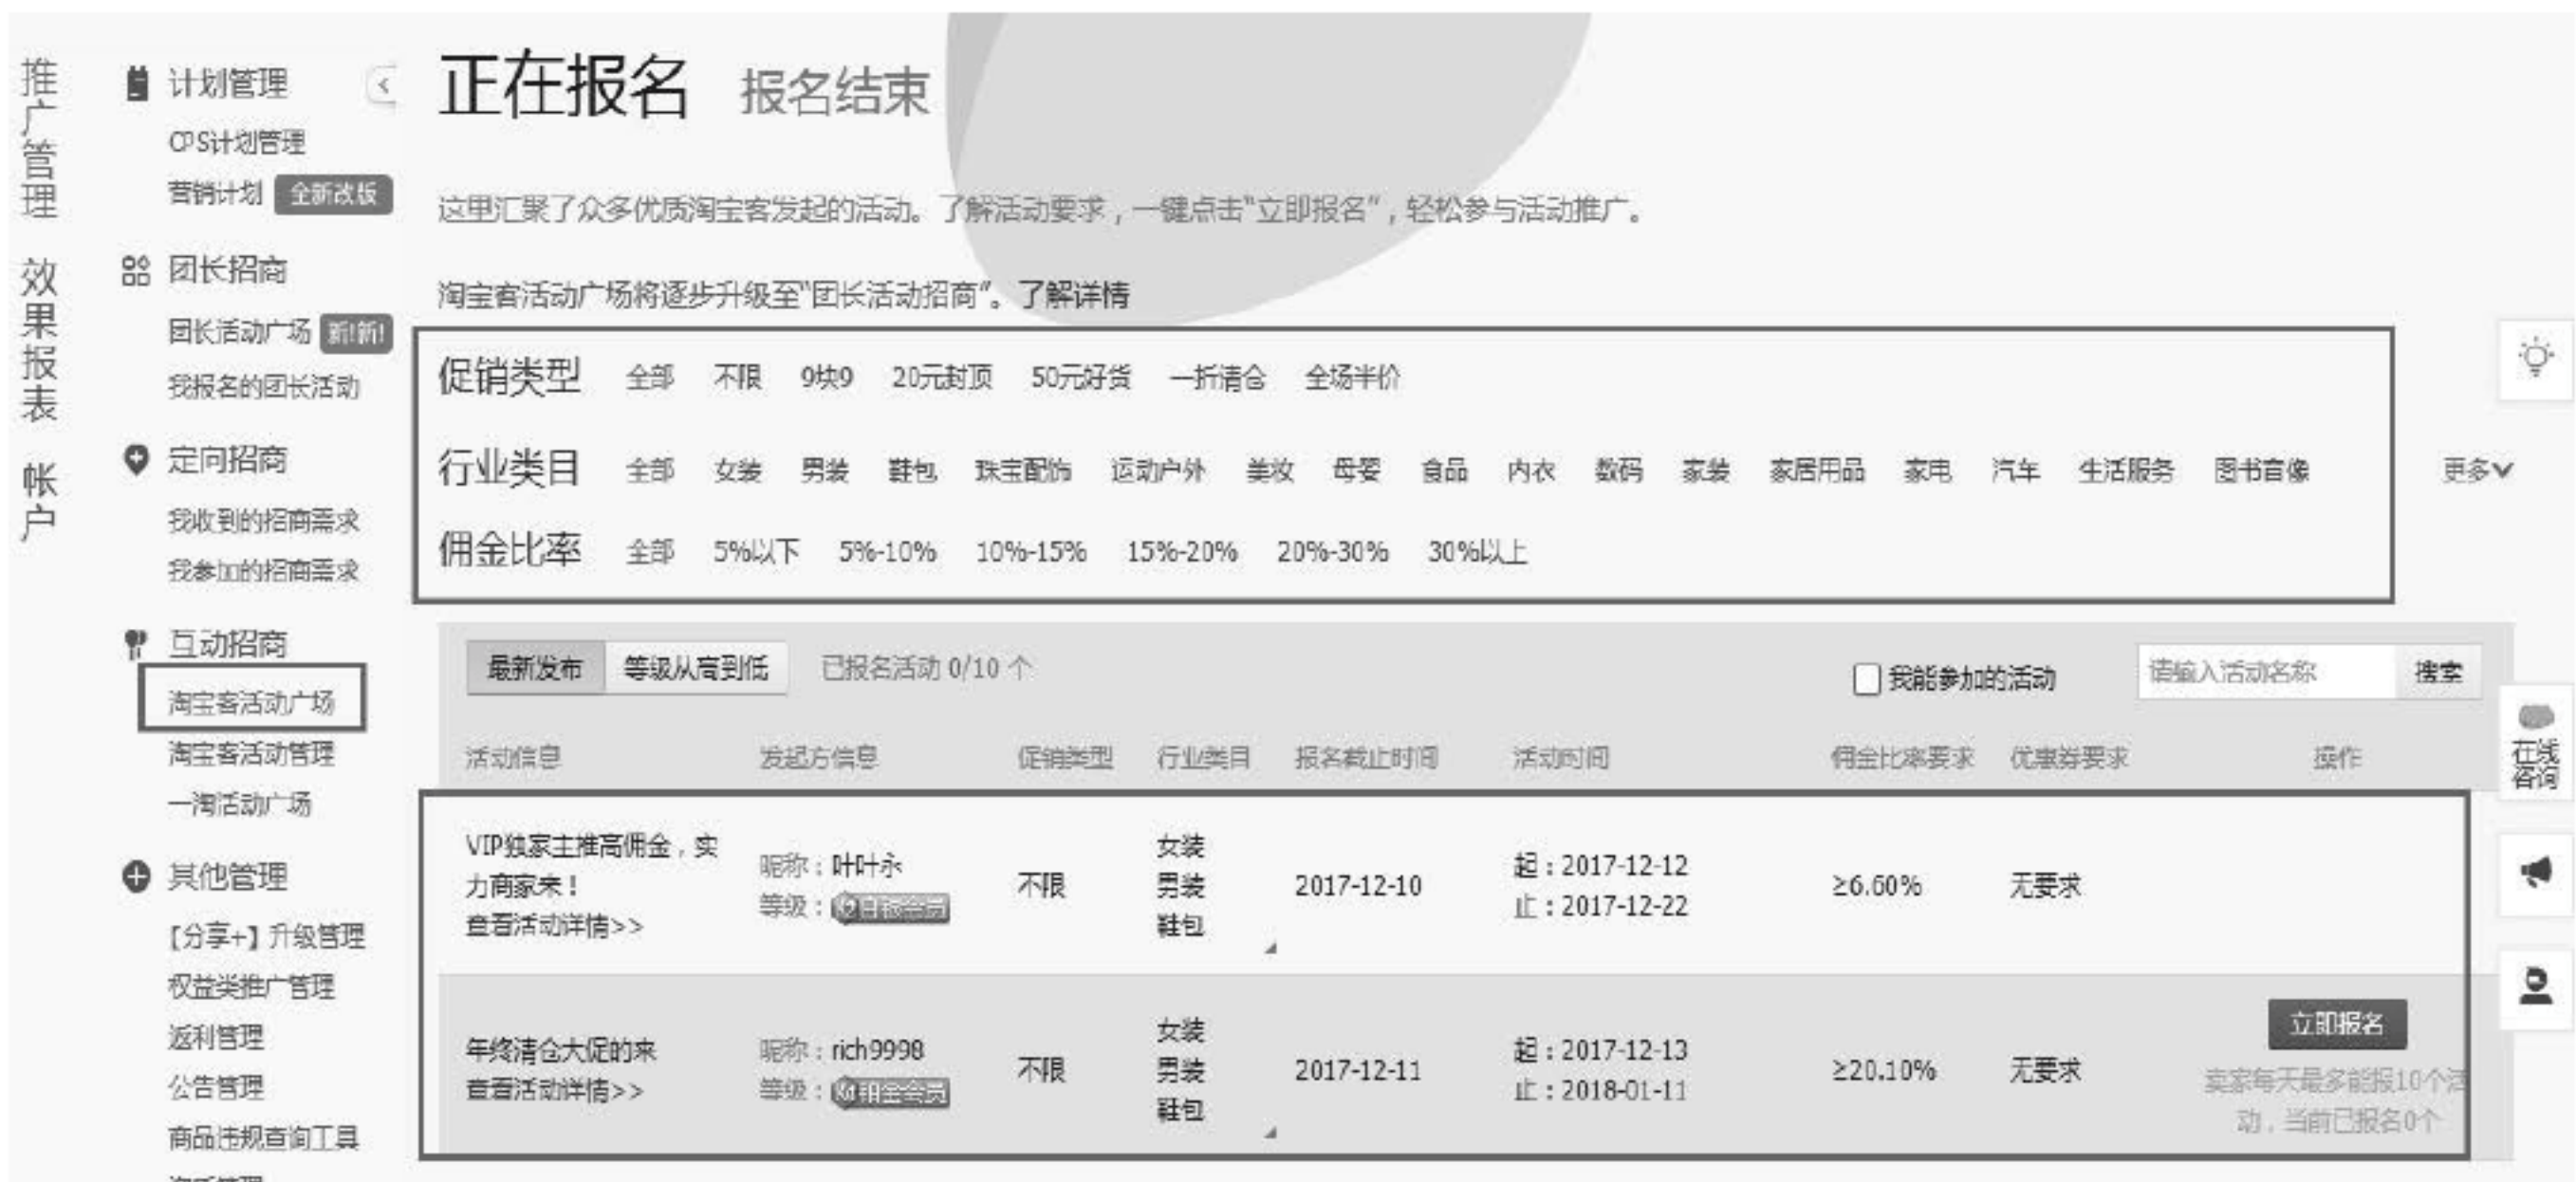 推广管理
效果报表
帐户
计划管理
CPS计划管理
营销计划 全新改版
团长招商
团长活动广场 新!新!
我报名的团长活动
定向招商
我收到的招商需求
我参加的招商需求
互动招商
淘宝客活动广场
淘宝客活动管理
一淘活动广场
其他管理
【分享+】升级管理
权益类推广管理
返利管理
公告管理
商品违规查询工具
正在报名 报名结束
这里汇聚了众多优质淘宝客发起的活动。了解活动要求，一键点击“立即报名”，轻松参与活动推广。
淘宝客活动广场将逐步升级至“团长活动招商”。了解详情
促销类型 全部 不限 9块9 20元封顶 50元好货 一折清仓 全场半价
行业类目 全部 女装 男装 鞋包 珠宝配饰 运动户外 美妆 母婴 食品 内衣 数码 家装 家居用品 家电 汽车 生活服务 图书音像 更多
佣金比率 全部 5%以下 5%-10% 10%-15% 15%-20% 20%-30% 30%以上
最新发布 等级从高到低 已报名活动 0/10 个 我能参加的活动 请输入活动名称 搜索
活动信息 发起方信息 促销类型 行业类目 报名截止时间 活动时间 佣金比率要求 优惠券要求 操作
VIP独家主推高佣金，实
力商家来！
查看活动详情>>
昵称：叶叶永
等级：
不限
女装
男装
鞋包
2017-12-10
起：2017-12-12
止：2017-12-22
≥6.60%
无要求
年终清仓大促的来
查看活动详情>>
昵称：rich9998
等级：
不限
女装
男装
鞋包
2017-12-11
起：2017-12-13
止：2018-01-11
≥20.10%
无要求
立即报名
卖家每天最多能报10个活
动，当前已报名0个
在线
咨询